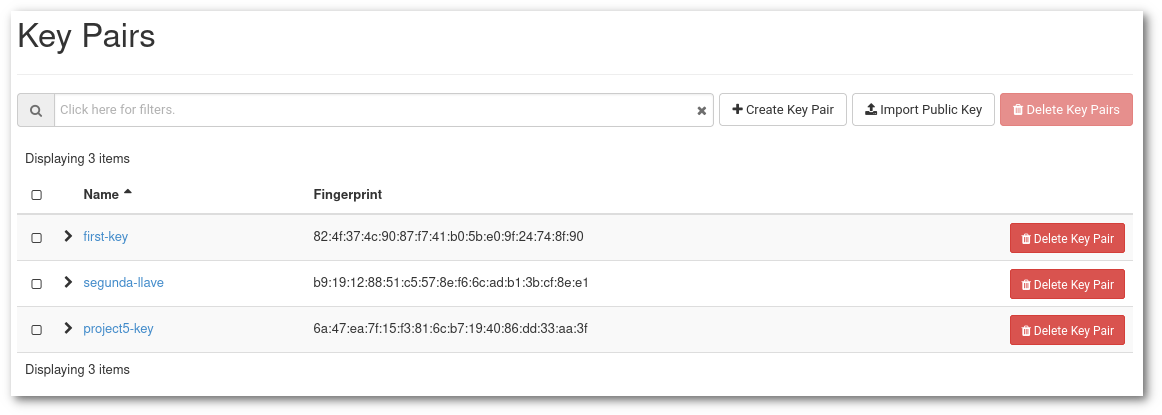 Key Pairs
Click here for filters.
Create Key Pair
Import Public Key
Delete Key Pairs
Displaying 3 items
Name Fingerprint
first-key 82:4f:37:4c:90:87:f7:41:b0:5b:e0:9f:24:74:8f:90 Delete Key Pair
segunda-llave b9:19:12:88:51:c5:57:8e:f6:6c:ad:b1:3b:cf:8e:e1 Delete Key Pair
project5-key 6a:47:ea:7f:15:f3:81:6c:b7:19:40:86:dd:33:aa:3f Delete Key Pair
Displaying 3 items